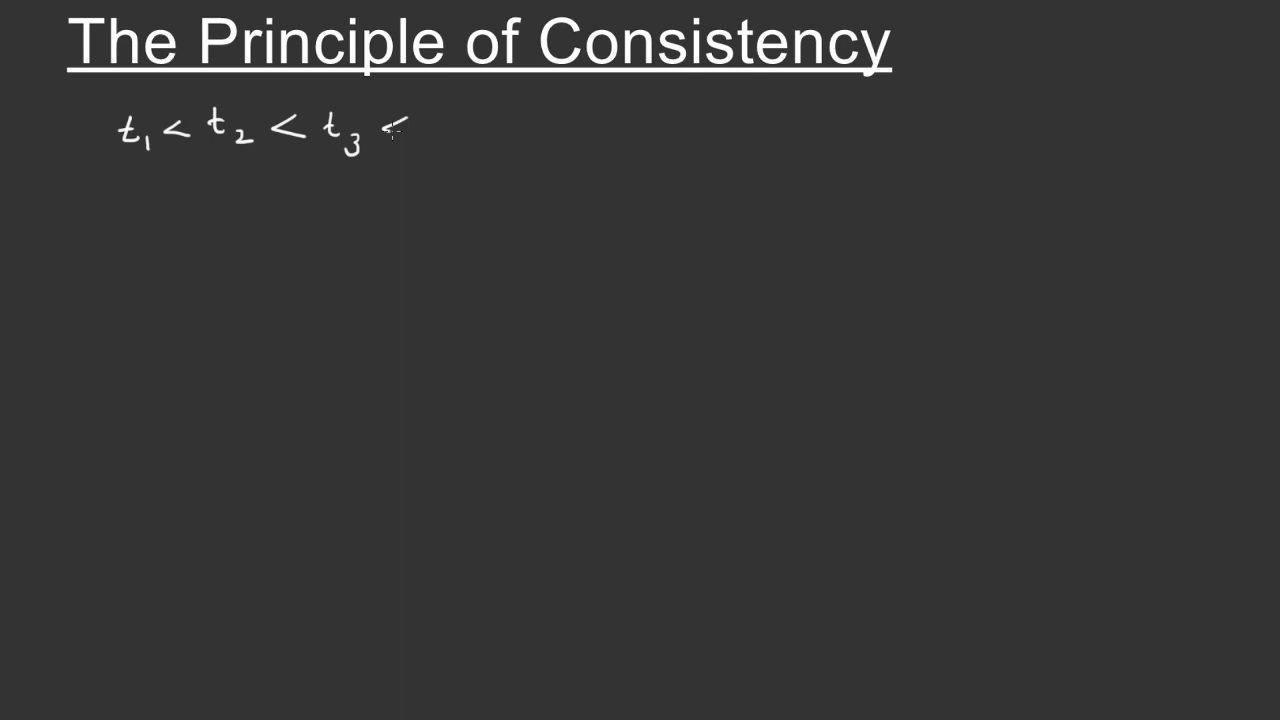 The Principle of Consistency
t₁ < t₂ < t₃ <